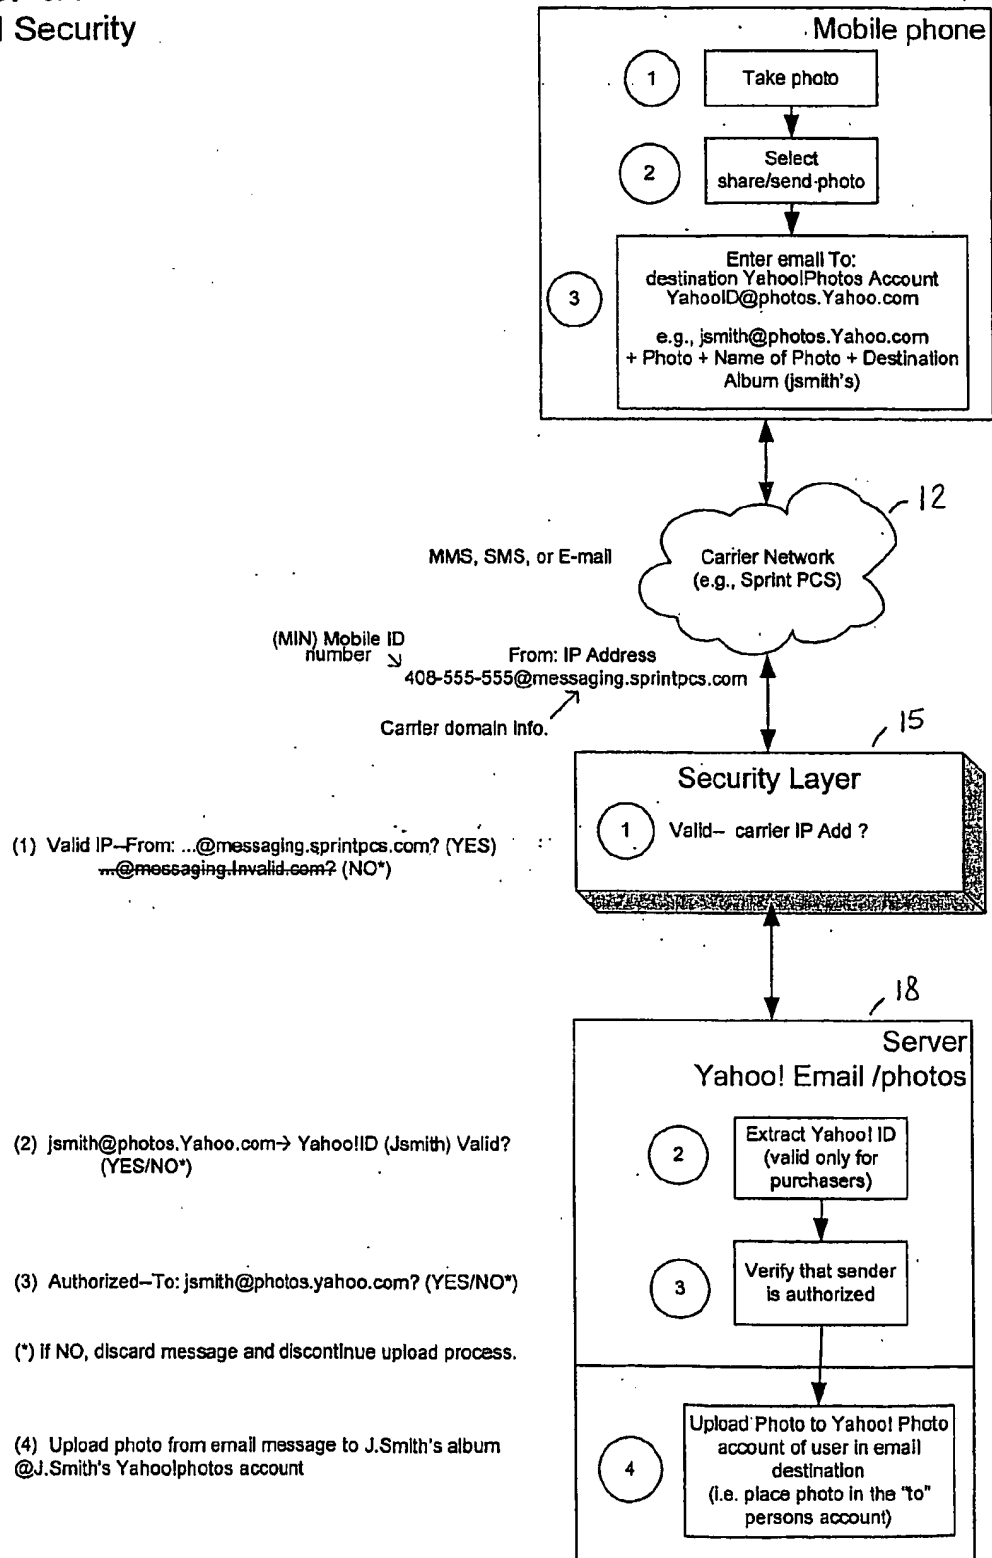 Security
Mobile phone
1
Take photo
2
Select
share/send-photo
3
Enter email To:
destination Yahoo!Photos Account
YahooID@photos.Yahoo.com
e.g., jsmith@photos.Yahoo.com
+ Photo + Name of Photo + Destination
Album (jsmith's)
12
MMS, SMS, or E-mail
Carrier Network
(e.g., Sprint PCS)
(MIN) Mobile ID
number
From: IP Address
408-555-555@messaging.sprintpcs.com
Carrier domain info.
15
Security Layer
1
Valid– carrier IP Add ?
(1) Valid IP–From: ...@messaging.sprintpcs.com? (YES)
...@messaging.Invalid.com? (NO*)
18
Server
Yahoo! Email /photos
(2) jsmith@photos.Yahoo.com→ Yahoo!ID (Jsmith) Valid?
(YES/NO*)
2
Extract Yahoo! ID
(valid only for
purchasers)
(3) Authorized–To: jsmith@photos.yahoo.com? (YES/NO*)
3
Verify that sender
is authorized
(*) if NO, discard message and discontinue upload process.
(4) Upload photo from email message to J.Smith's album
@J.Smith's Yahoo!photos account
4
Upload Photo to Yahoo! Photo
account of user in email
destination
(i.e. place photo in the "to"
persons account)